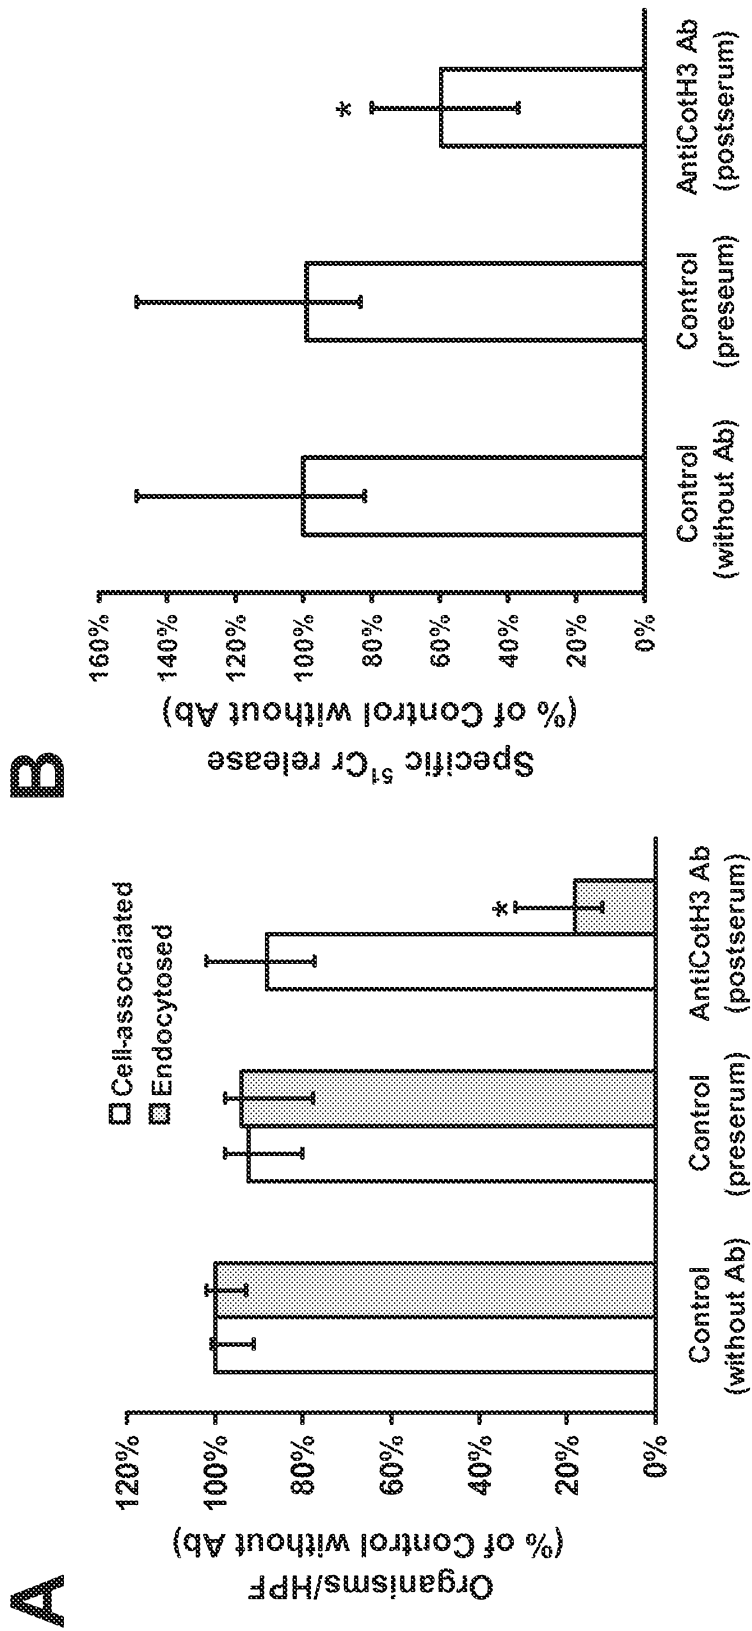 A
Organisms/HPF
(% of Control without Ab)
120%
100%
80%
60%
40%
20%
0%
Cell-assocaiated
Endocytosed
*
Control
(without Ab)
Control
(preserum)
AntiCotH3 Ab
(postserum)
B
Specific ⁵¹Cr release
(% of Control without Ab)
160%
140%
120%
100%
80%
60%
40%
20%
0%
*
Control
(without Ab)
Control
(preseum)
AntiCotH3 Ab
(postserum)